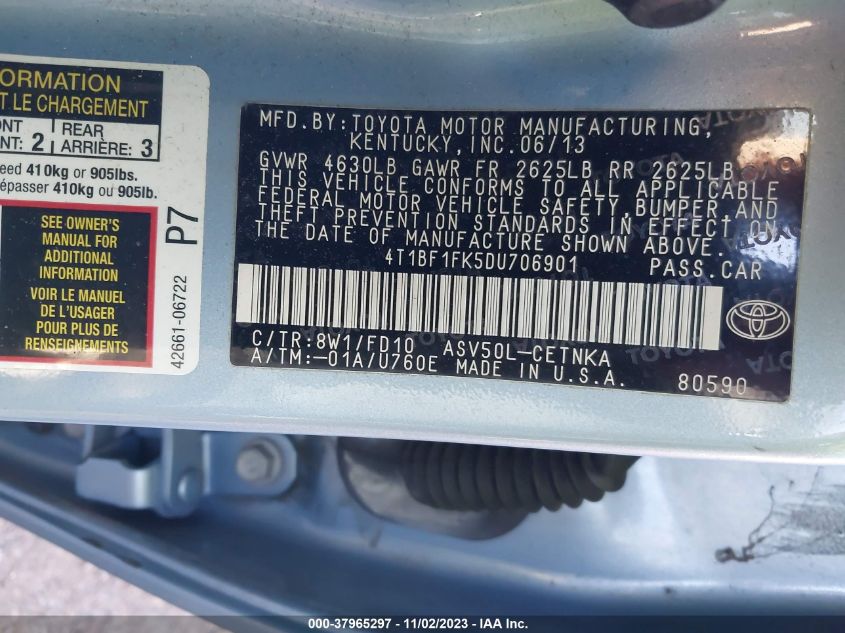 ORMATION
T LE CHARGEMENT
ONT
ENT: 2
REAR
ARRIÈRE: 3
eed 410kg or 905lb.
épasser 410kg ou 905lb.
SEE OWNER'S
MANUAL FOR
ADDITIONAL
INFORMATION
VOIR LE MANUEL
DE L'USAGER
POUR PLUS DE
RENSEIGNEMENTS
P7
42661-06722
MFD.BY:TOYOTA MOTOR MANUFACTURING,
KENTUCKY, INC.06/13
GVWR 4630LB GAWR FR 2625LB RR 2625LB
THIS VEHICLE CONFORMS TO ALL APPLICABLE
FEDERAL MOTOR VEHICLE SAFETY,BUMPER,AND
THEFT PREVENTION STANDARDS IN EFFECT ON
THE DATE OF MANUFACTURE SHOWN ABOVE.
4T1BF1FK5DU706901 PASS.CAR
C/TR:8W1/FD10 ASV50L-CETNKA
A/TM:-01A/U760E MADE IN U.S.A. 80590
000-37965297 - 11/02/2023 - IAA Inc.